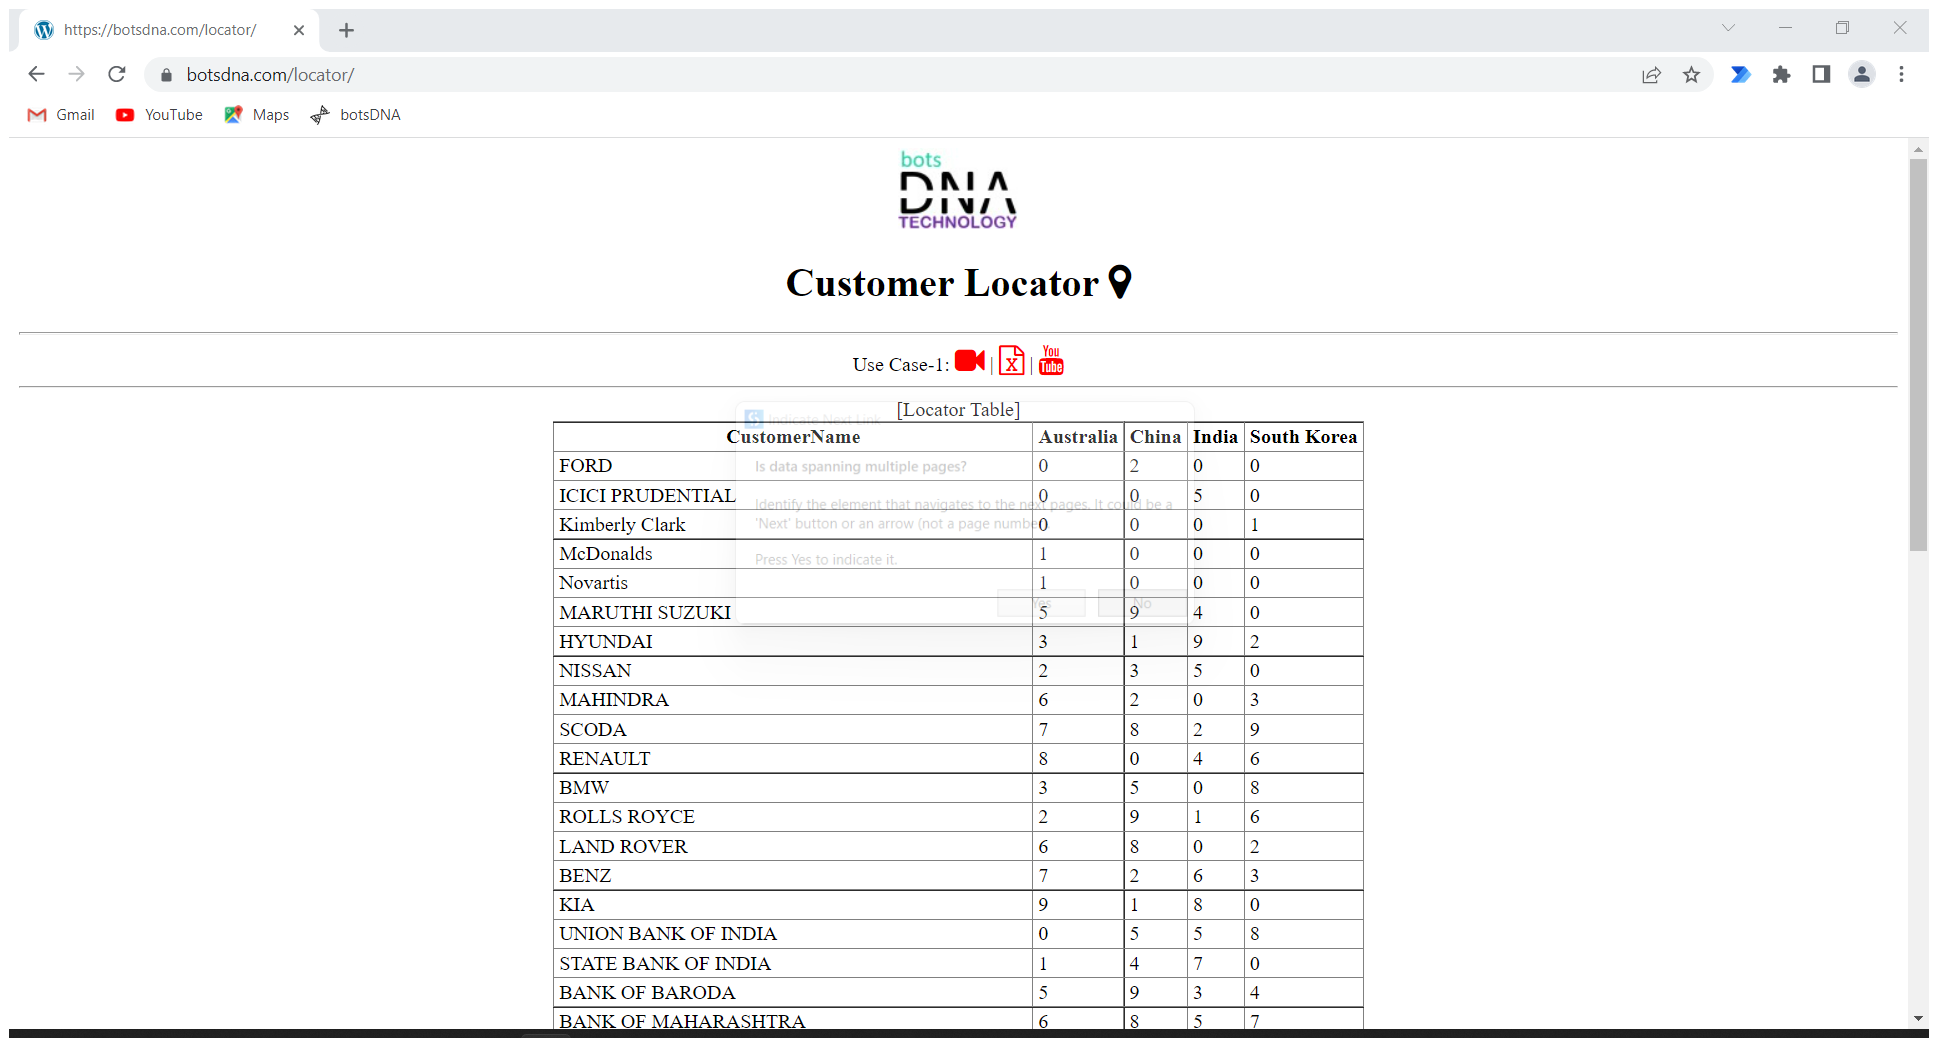 https://botsdna.com/locator/
botsdna.com/locator/
Gmail YouTube Maps botsDNA
bots
DNA
TECHNOLOGY
Customer Locator
Use Case-1: | X | You Tube
[Locator Table]
Indicate Next Link
CustomerName Australia China India South Korea
FORD 0 2 0 0
Is data spanning multiple pages?
ICICI PRUDENTIAL 0 0 5 0
Identify the element that navigates to the next pages. It could be a
'Next' button or an arrow (not a page number).
Kimberly Clark 0 0 0 1
McDonalds 1 0 0 0
Press Yes to indicate it.
Novartis 1 0 0 0
Yes No
MARUTHI SUZUKI 5 9 4 0
HYUNDAI 3 1 9 2
NISSAN 2 3 5 0
MAHINDRA 6 2 0 3
SCODA 7 8 2 9
RENAULT 8 0 4 6
BMW 3 5 0 8
ROLLS ROYCE 2 9 1 6
LAND ROVER 6 8 0 2
BENZ 7 2 6 3
KIA 9 1 8 0
UNION BANK OF INDIA 0 5 5 8
STATE BANK OF INDIA 1 4 7 0
BANK OF BARODA 5 9 3 4
BANK OF MAHARASHTRA 6 8 5 7